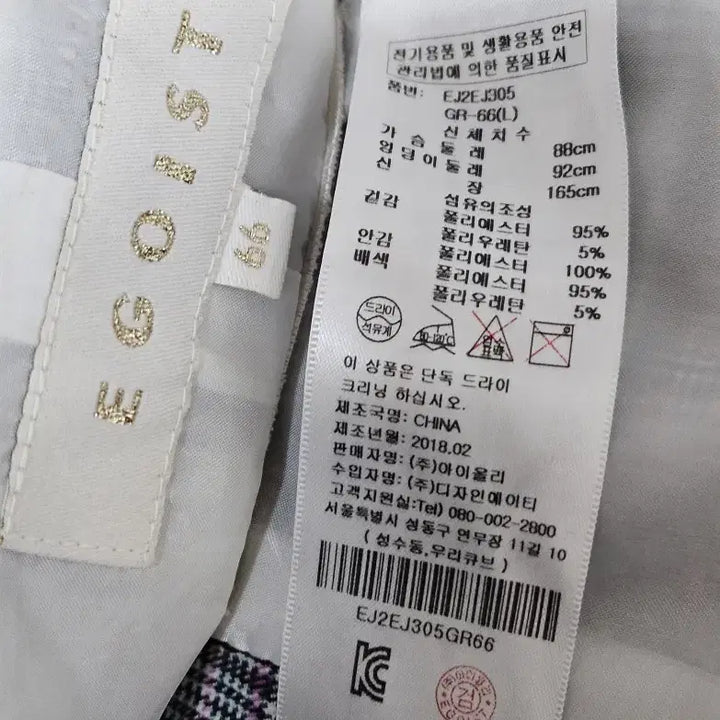 EGOIST
66
전기용품 및 생활용품 안전
관리법에 의한 품질표시
품번: EJ2EJ305
GR-66(L)
신체치수
가슴둘레 88cm
엉덩이둘레 92cm
신장 165cm
섬유의조성
겉감 폴리에스터 95%
폴리우레탄 5%
안감 폴리에스터 100%
배색 폴리에스터 95%
폴리우레탄 5%
드라이
석유계
80-120℃
염소
표백
이 상품은 단독 드라이
크리닝 하십시오.
제조국명: CHINA
제조년월: 2018.02
판매자명: (주)아이올리
수입자명: (주)디자인에이티
고객지원실:Tel) 080-002-2800
서울특별시 성동구 연무장 11길 10
( 성수동,우리큐브 )
EJ2EJ305GR66
KC
검